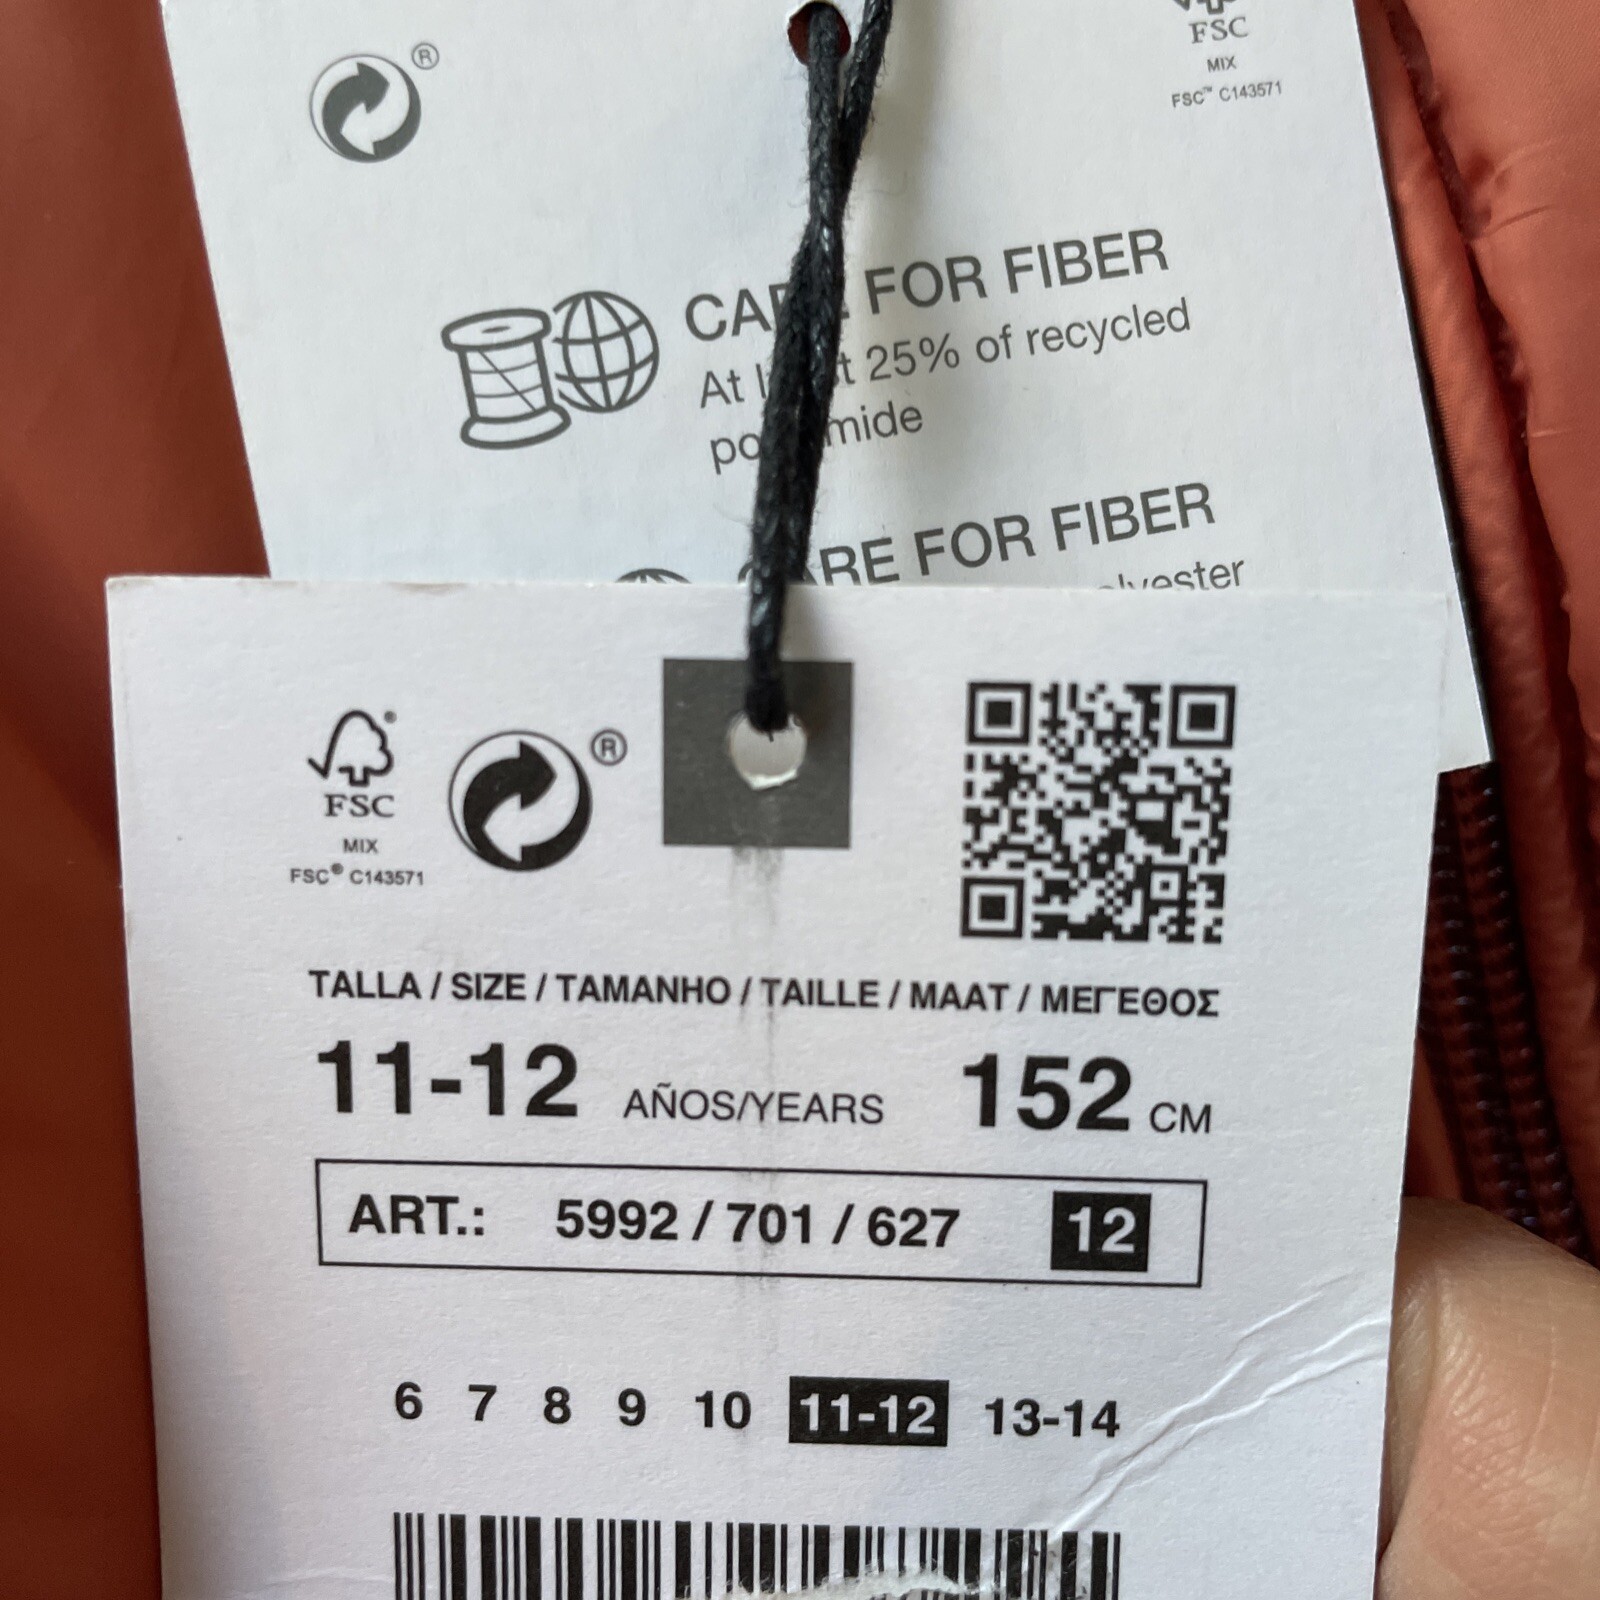 ®
FSC
MIX
FSC™ C143571
FOR FIBER
At 25% of recycled
FOR FIBER
®
FSC
MIX
FSC® C143571
®
TALLA / SIZE / TAMANHO / TAILLE / MAAT / ΜΕΓΕΘΟΣ
11-12 AÑOS/YEARS 152 CM
ART.: 5992 / 701 / 627 12
6 7 8 9 10 11-12 13-14